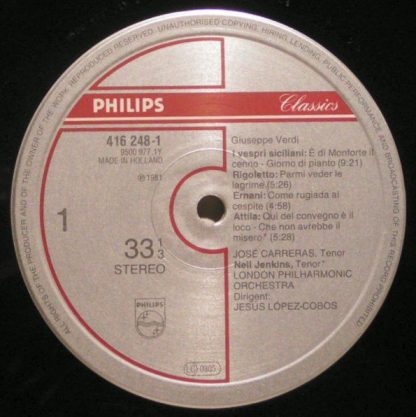 ALL RIGHTS OF THE PRODUCER AND OF THE OWNER OF THE WORK REPRODUCED RESERVED. UNAUTHORISED COPYING, HIRING, LENDING, PUBLIC PERFORMANCE AND BROADCASTING OF THIS RECORD PROHIBITED.
PHILIPS
Classics
416 248-1
9500 977.1Y
MADE IN HOLLAND
℗1981
1
33 1/3
STEREO
PHILIPS
Giuseppe Verdi
I vespri siciliani: È di Monforte il
cenno - Giorno di pianto (9:21)
Rigoletto: Parmi veder le
lagrime (5:26)
Ernani: Come rugiada al
cespite (4:58)
Attila: Qui del convegno è il
loco - Che non avrebbe il
misero* (5:28)
JOSÉ CARRERAS, Tenor
Neil Jenkins, Tenor*
LONDON PHILHARMONIC
ORCHESTRA
Dirigent:
JESÚS LÓPEZ-COBOS